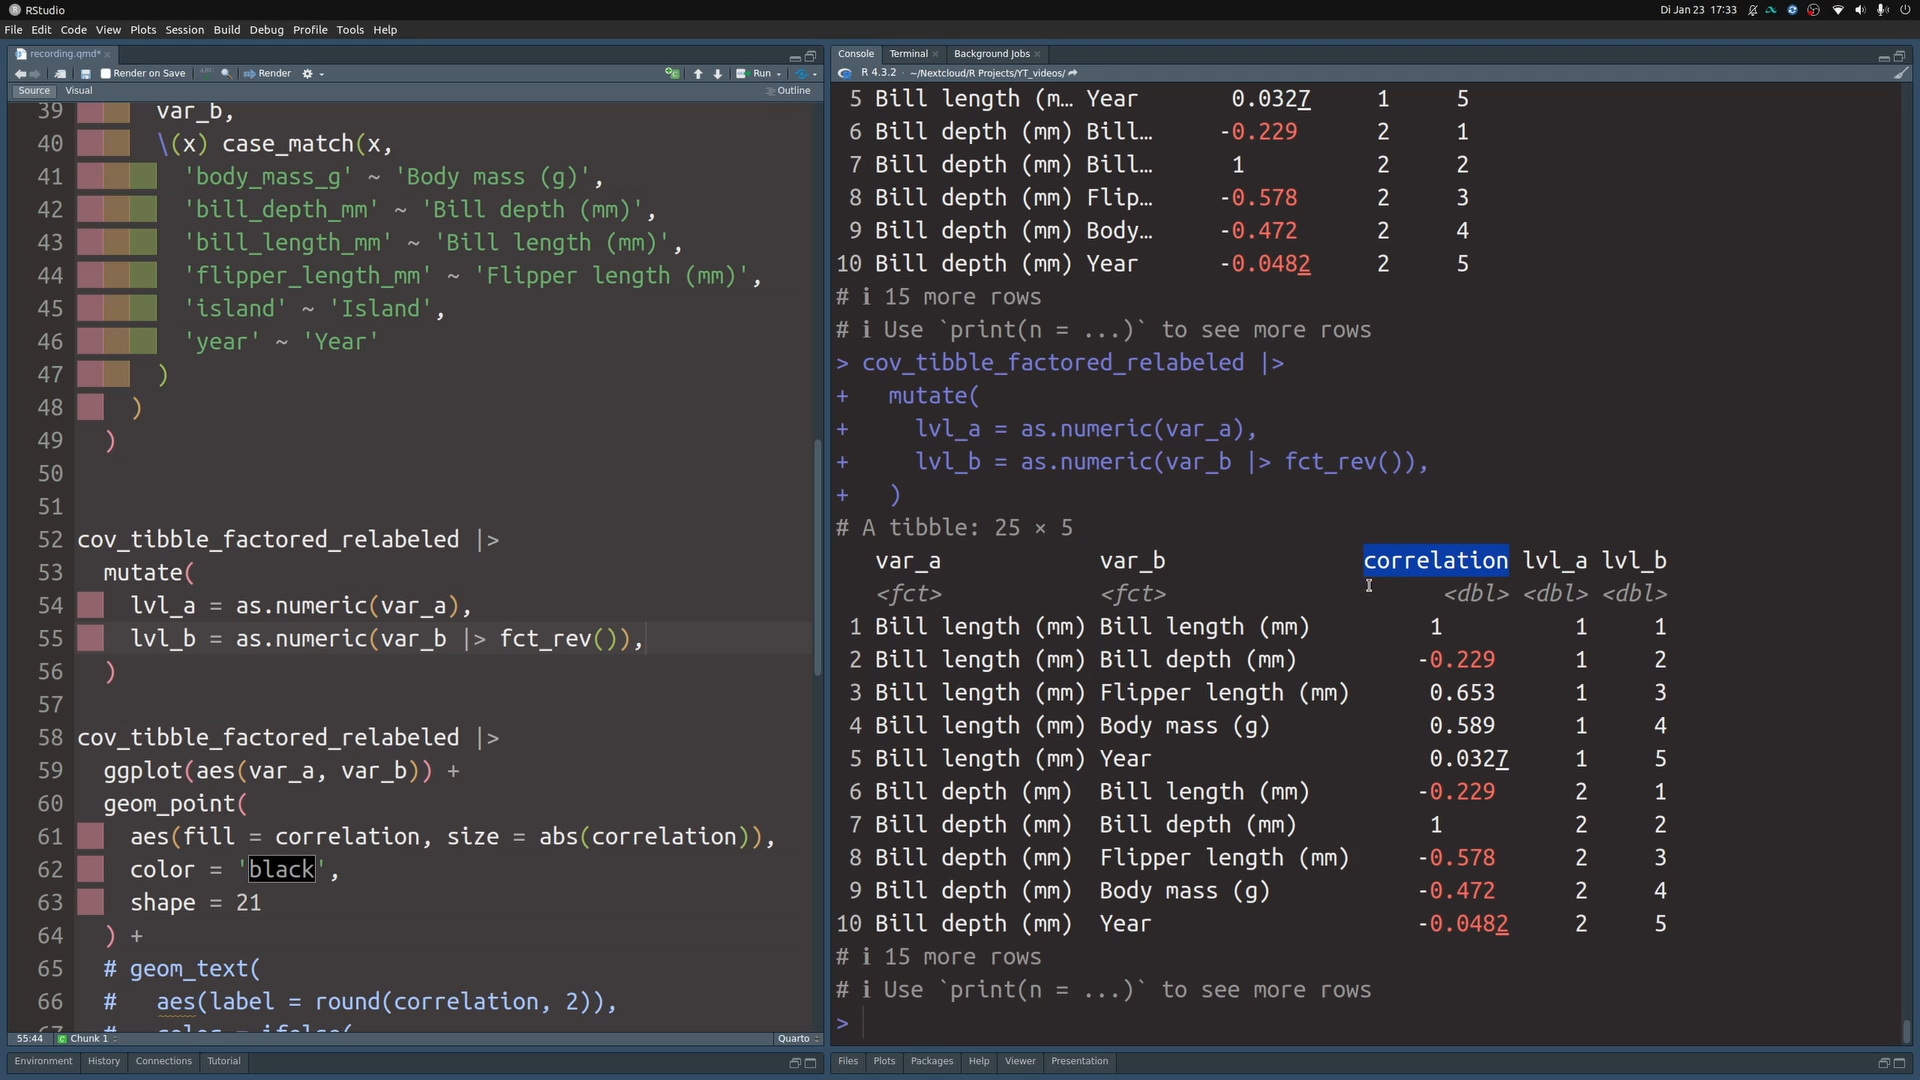 RStudio
Di Jan 23 17:33
File Edit Code View Plots Session Build Debug Profile Tools Help
recording.qmd* ×
Render on Save Render Run
Source Visual Outline
39 var_b,
40 \(x) case_match(x,
41 'body_mass_g' ~ 'Body mass (g)',
42 'bill_depth_mm' ~ 'Bill depth (mm)',
43 'bill_length_mm' ~ 'Bill length (mm)',
44 'flipper_length_mm' ~ 'Flipper length (mm)',
45 'island' ~ 'Island',
46 'year' ~ 'Year'
47 )
48 )
49 )
50
51
52 cov_tibble_factored_relabeled |>
53 mutate(
54 lvl_a = as.numeric(var_a),
55 lvl_b = as.numeric(var_b |> fct_rev()),
56 )
57
58 cov_tibble_factored_relabeled |>
59 ggplot(aes(var_a, var_b)) +
60 geom_point(
61 aes(fill = correlation, size = abs(correlation)),
62 color = 'black',
63 shape = 21
64 ) +
65 # geom_text(
66 # aes(label = round(correlation, 2)),
67 # color = ifelse(
55:44 Chunk 1 Quarto
Environment History Connections Tutorial
Console Terminal × Background Jobs ×
R 4.3.2 · ~/Nextcloud/R Projects/YT_videos/
5 Bill length (m… Year 0.0327 1 5
6 Bill depth (mm) Bill… -0.229 2 1
7 Bill depth (mm) Bill… 1 2 2
8 Bill depth (mm) Flip… -0.578 2 3
9 Bill depth (mm) Body… -0.472 2 4
10 Bill depth (mm) Year -0.0482 2 5
# ℹ 15 more rows
# ℹ Use `print(n = ...)` to see more rows
> cov_tibble_factored_relabeled |>
+ mutate(
+ lvl_a = as.numeric(var_a),
+ lvl_b = as.numeric(var_b |> fct_rev()),
+ )
# A tibble: 25 × 5
var_a var_b correlation lvl_a lvl_b
<fct> <fct> <dbl> <dbl> <dbl>
1 Bill length (mm) Bill length (mm) 1 1 1
2 Bill length (mm) Bill depth (mm) -0.229 1 2
3 Bill length (mm) Flipper length (mm) 0.653 1 3
4 Bill length (mm) Body mass (g) 0.589 1 4
5 Bill length (mm) Year 0.0327 1 5
6 Bill depth (mm) Bill length (mm) -0.229 2 1
7 Bill depth (mm) Bill depth (mm) 1 2 2
8 Bill depth (mm) Flipper length (mm) -0.578 2 3
9 Bill depth (mm) Body mass (g) -0.472 2 4
10 Bill depth (mm) Year -0.0482 2 5
# ℹ 15 more rows
# ℹ Use `print(n = ...)` to see more rows
>
Files Plots Packages Help Viewer Presentation